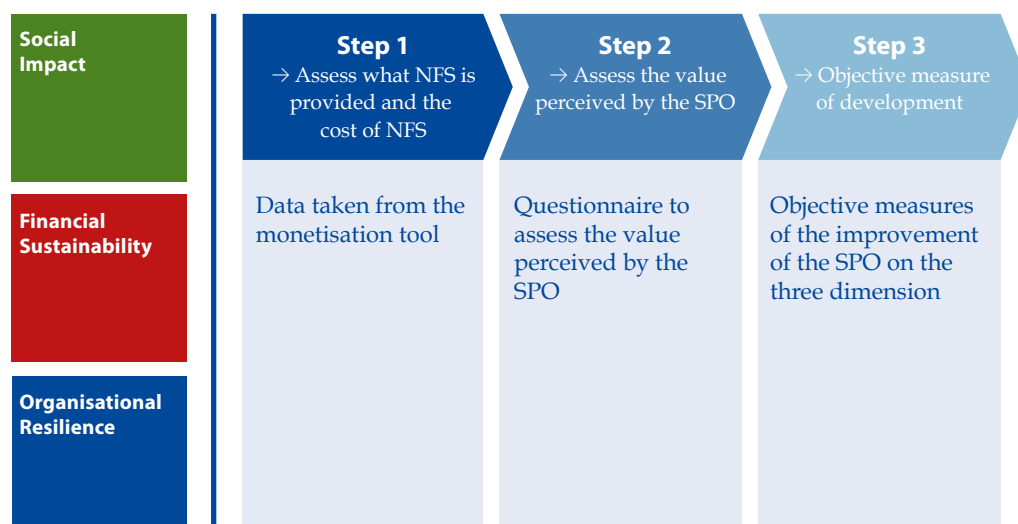 Social
Impact
Financial
Sustainability
Organisational
Resilience
Step 1
→ Assess what NFS is
provided and the
cost of NFS
Data taken from the
monetisation tool
Step 2
→ Assess the value
perceived by the SPO
Questionnaire to
assess the value
perceived by the
SPO
Step 3
→ Objective measure
of development
Objective measures
of the improvement
of the SPO on the
three dimension